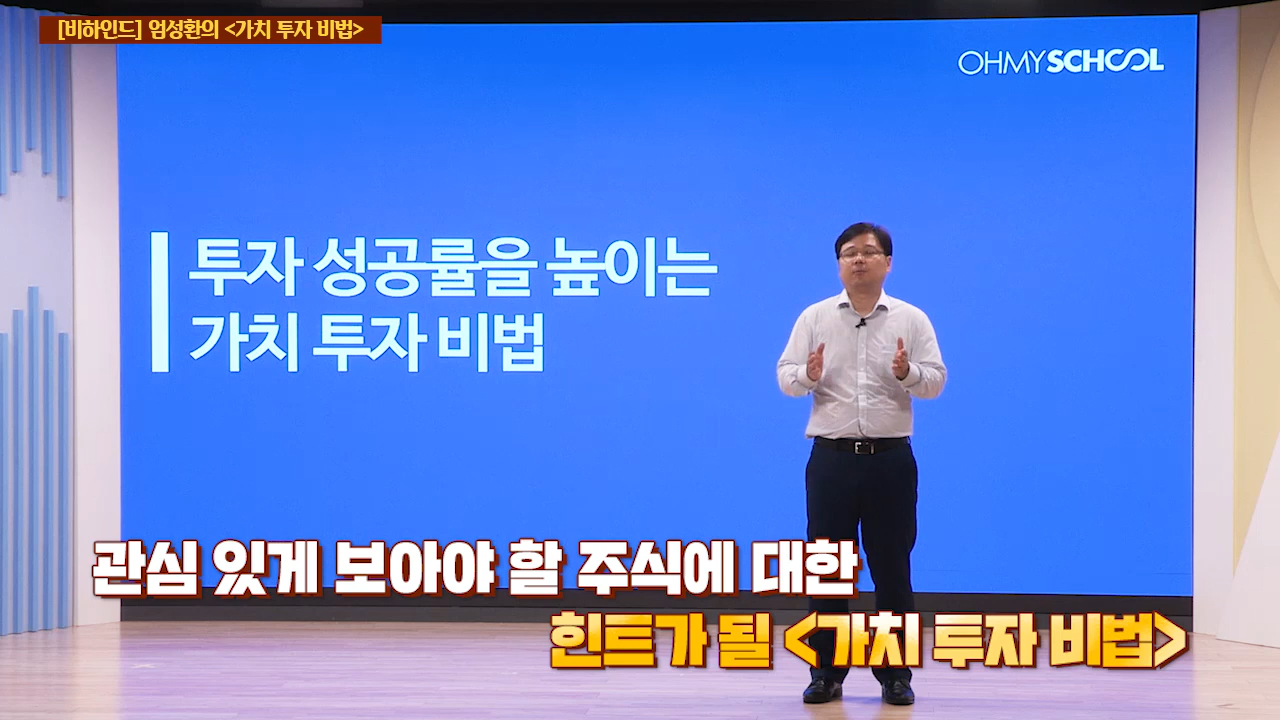 [비하인드] 엄성환의 <가치 투자 비법>
OHMYSCHOOL
투자 성공률을 높이는
가치 투자 비법
관심 있게 보아야 할 주식에 대한
힌트가 될 <가치 투자 비법>